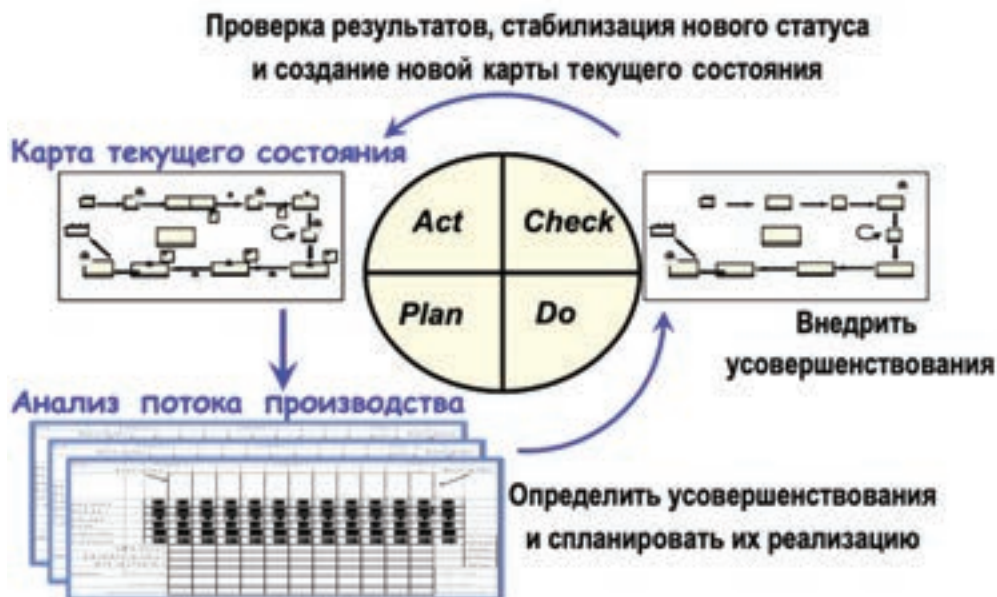 Проверка результатов, стабилизация нового статуса
и создание новой карты текущего состояния
Карта текущего состояния
Act
Check
Plan
Do
Внедрить
усовершенствования
Анализ потока производства
Определить усовершенствования
и спланировать их реализацию